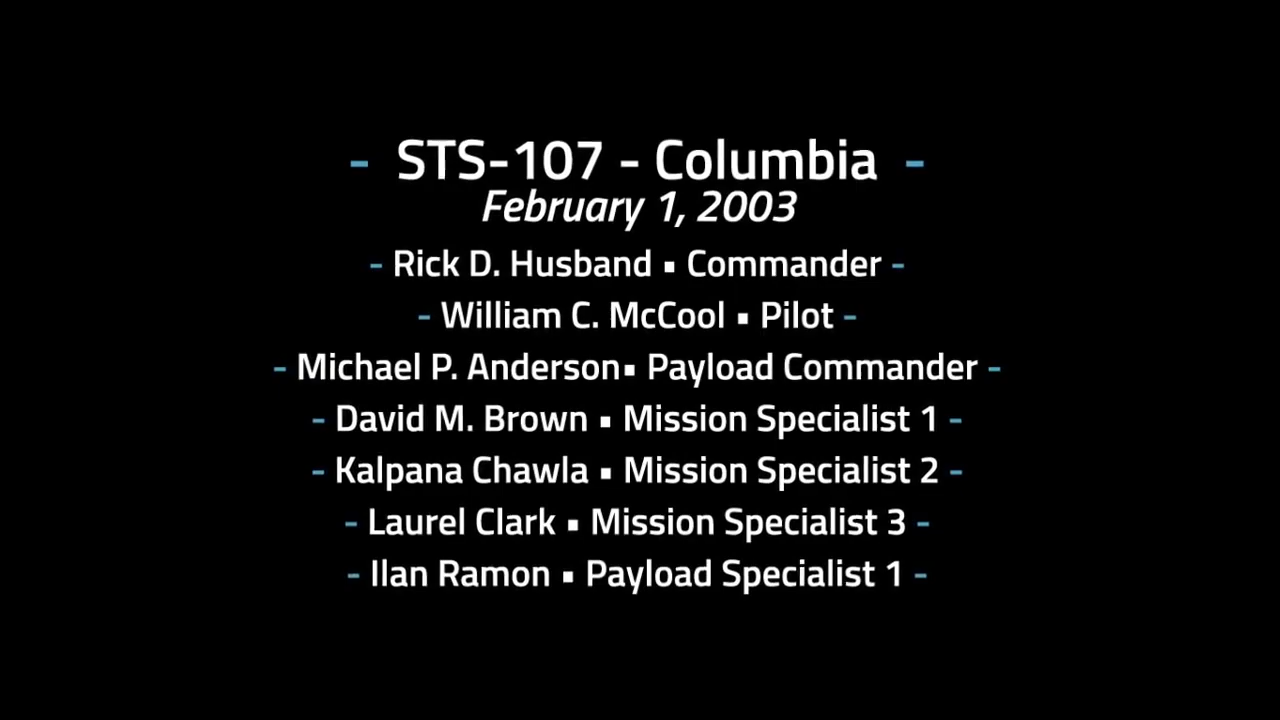 - STS-107 - Columbia -
February 1, 2003
- Rick D. Husband ▪ Commander -
- William C. McCool ▪ Pilot -
- Michael P. Anderson▪ Payload Commander -
- David M. Brown ▪ Mission Specialist 1 -
- Kalpana Chawla ▪ Mission Specialist 2 -
- Laurel Clark ▪ Mission Specialist 3 -
- Ilan Ramon ▪ Payload Specialist 1 -